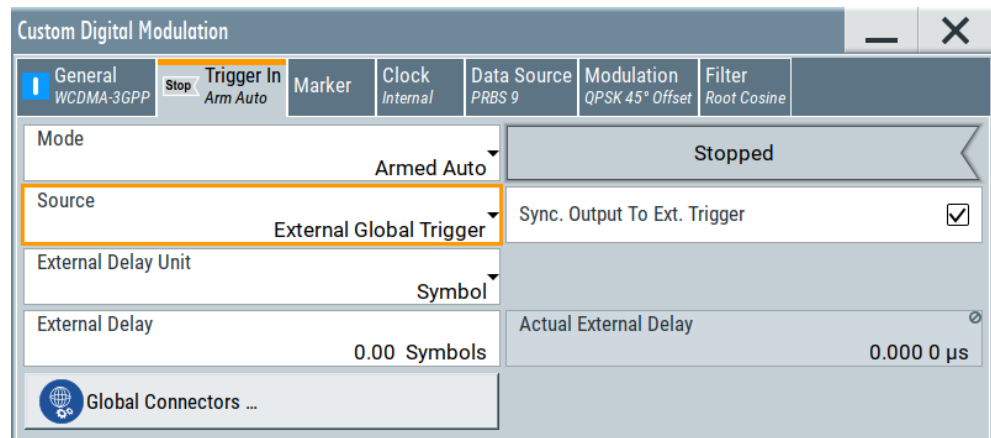 Custom Digital Modulation
General
WCDMA-3GPP
Stop
Trigger In
Arm Auto
Marker
Clock
Internal
Data Source
PRBS 9
Modulation
QPSK 45° Offset
Filter
Root Cosine
Mode
Armed Auto
Stopped
Source
External Global Trigger
Sync. Output To Ext. Trigger
External Delay Unit
Symbol
External Delay
0.00 Symbols
Actual External Delay
0.000 0 µs
Global Connectors ...